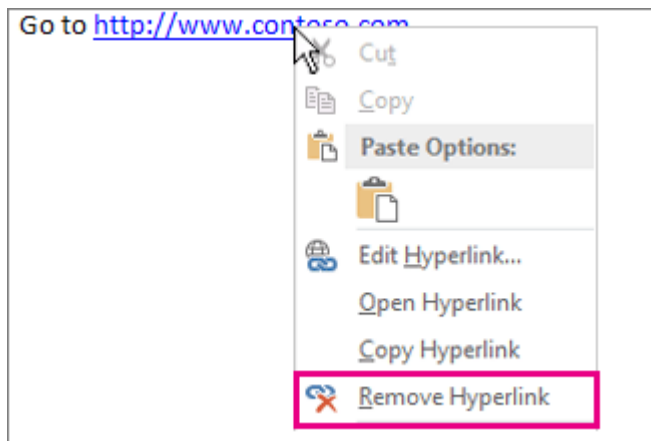 Go to http://www.contoso.com
Cut
Copy
Paste Options:
Edit Hyperlink...
Open Hyperlink
Copy Hyperlink
Remove Hyperlink